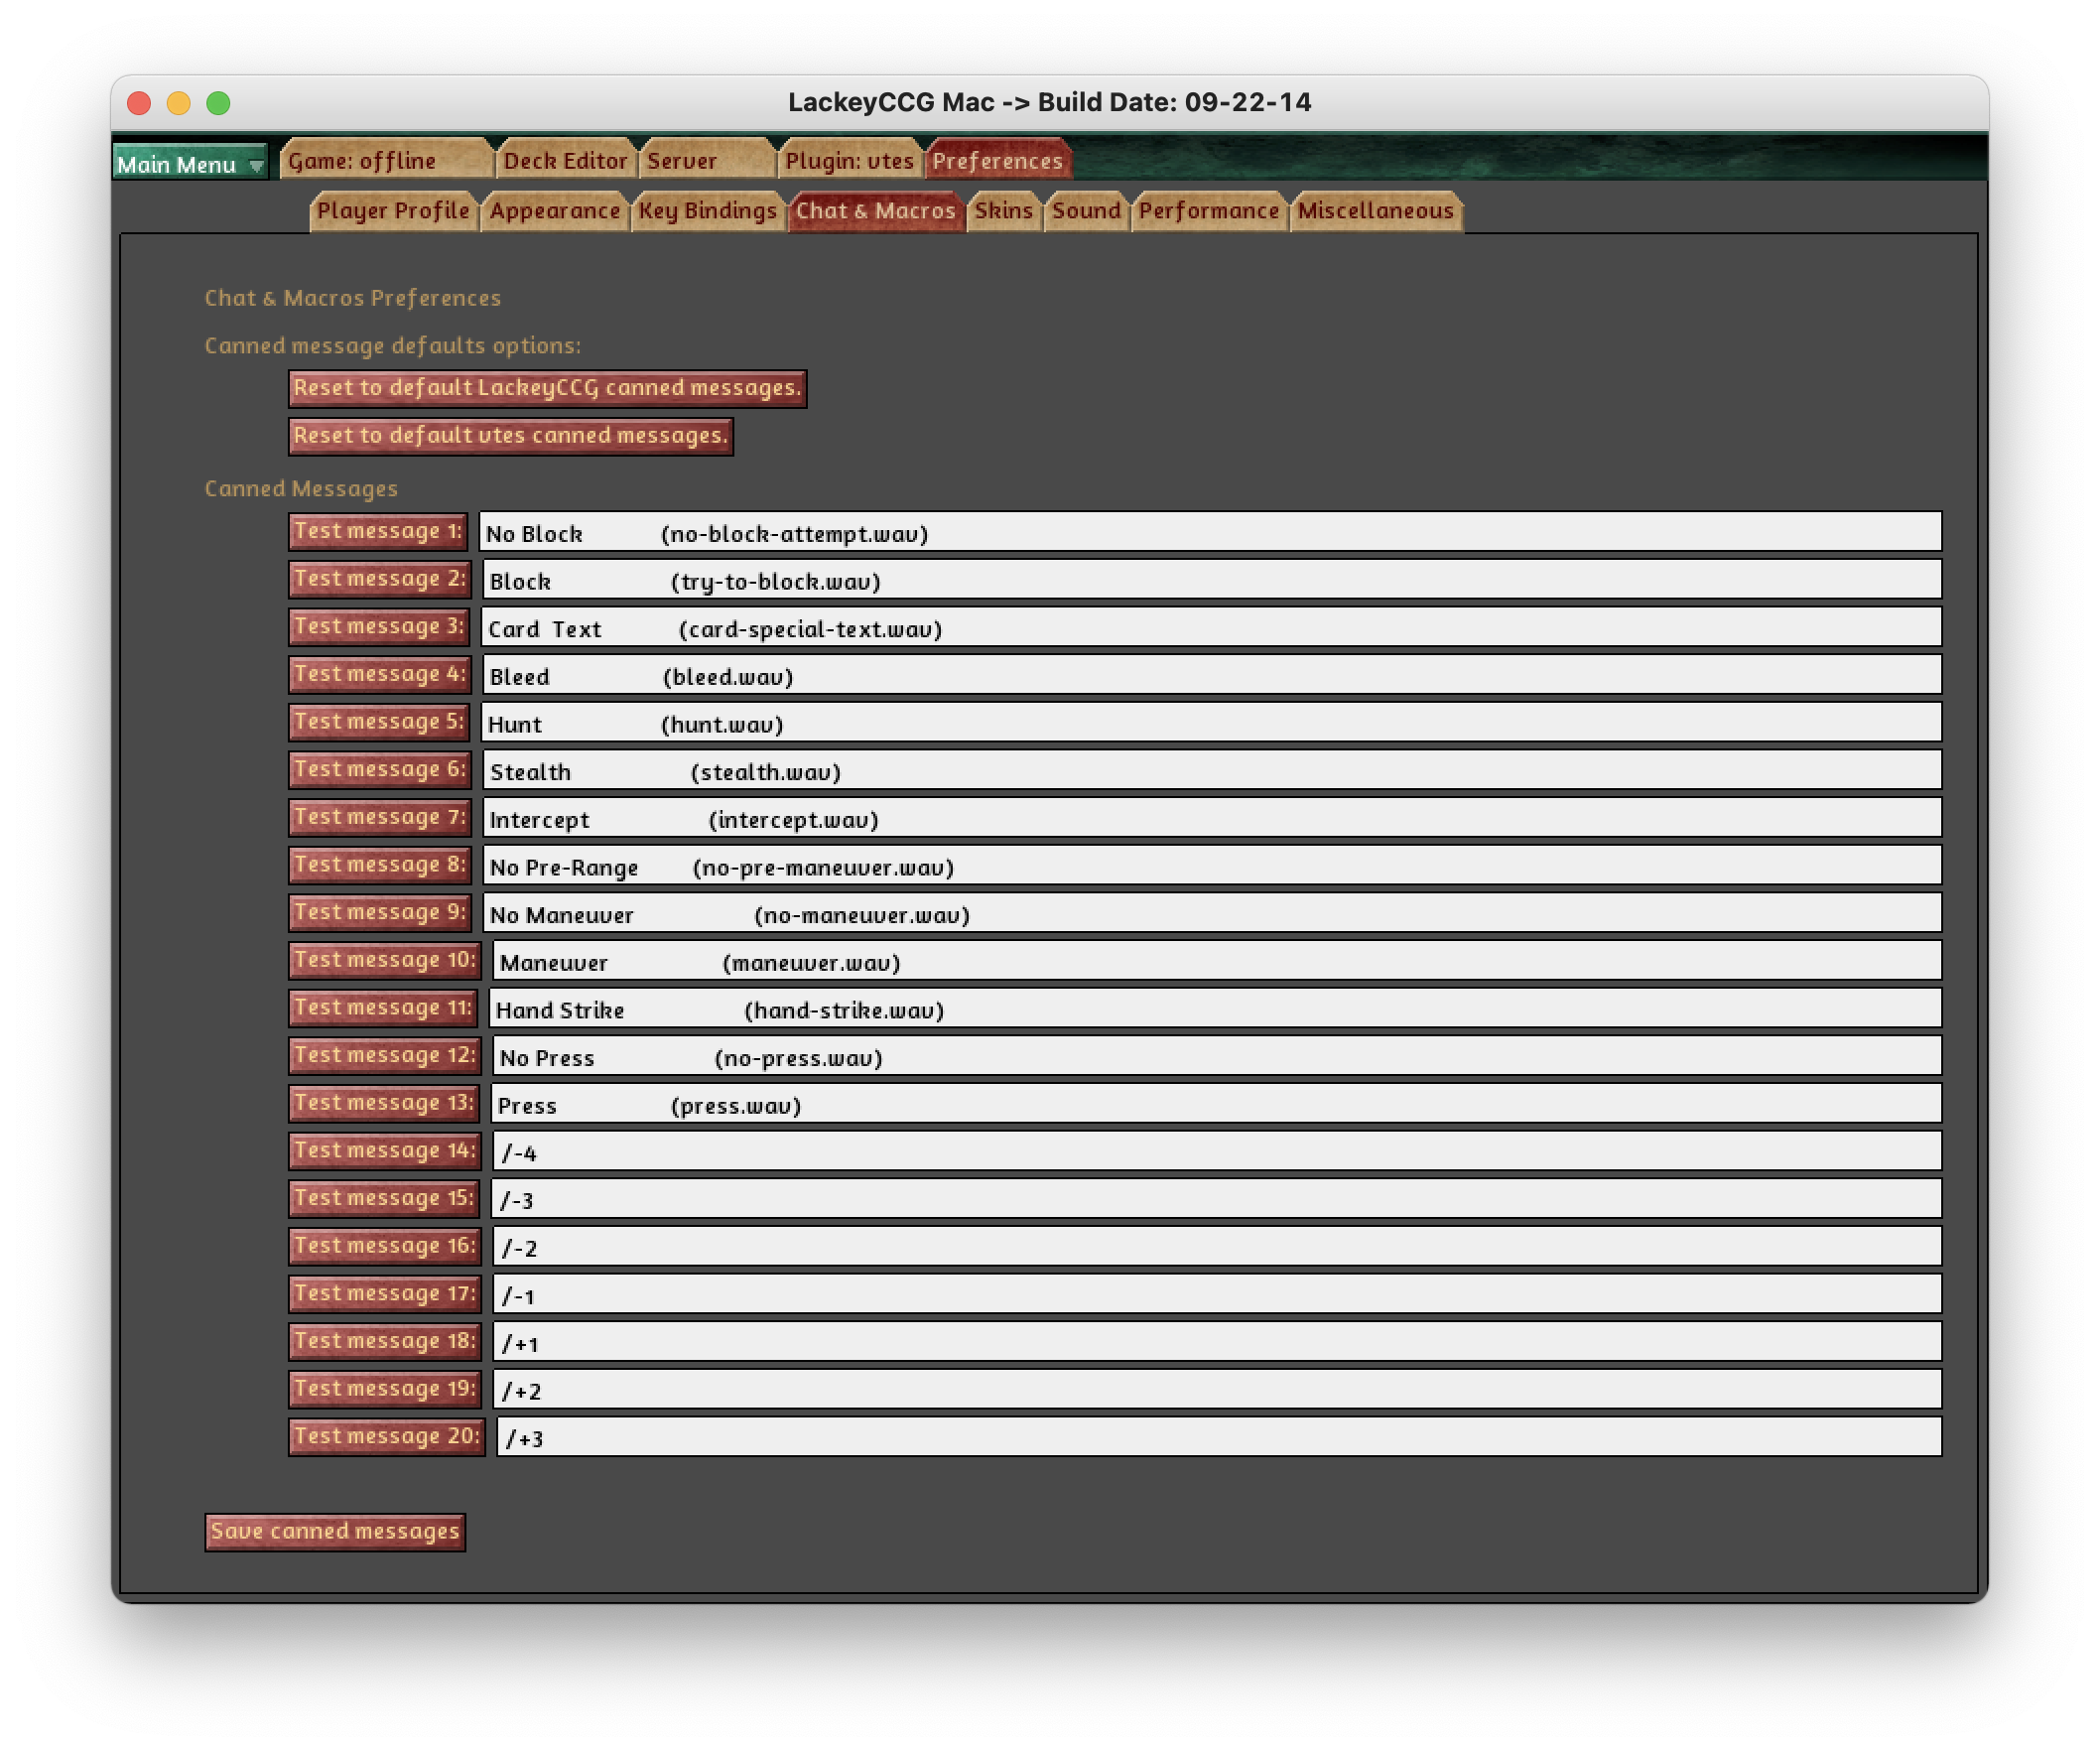 LackeyCCG Mac -> Build Date: 09-22-14
Main Menu Game: offline Deck Editor Server Plugin: vtes Preferences
Player Profile Appearance Key Bindings Chat & Macros Skins Sound Performance Miscellaneous
Chat & Macros Preferences
Canned message defaults options:
Reset to default LackeyCCG canned messages.
Reset to default vtes canned messages.
Canned Messages
Test message 1: No Block (no-block-attempt.wav)
Test message 2: Block (try-to-block.wav)
Test message 3: Card Text (card-special-text.wav)
Test message 4: Bleed (bleed.wav)
Test message 5: Hunt (hunt.wav)
Test message 6: Stealth (stealth.wav)
Test message 7: Intercept (intercept.wav)
Test message 8: No Pre-Range (no-pre-maneuver.wav)
Test message 9: No Maneuver (no-maneuver.wav)
Test message 10: Maneuver (maneuver.wav)
Test message 11: Hand Strike (hand-strike.wav)
Test message 12: No Press (no-press.wav)
Test message 13: Press (press.wav)
Test message 14: /-4
Test message 15: /-3
Test message 16: /-2
Test message 17: /-1
Test message 18: /+1
Test message 19: /+2
Test message 20: /+3
Save canned messages